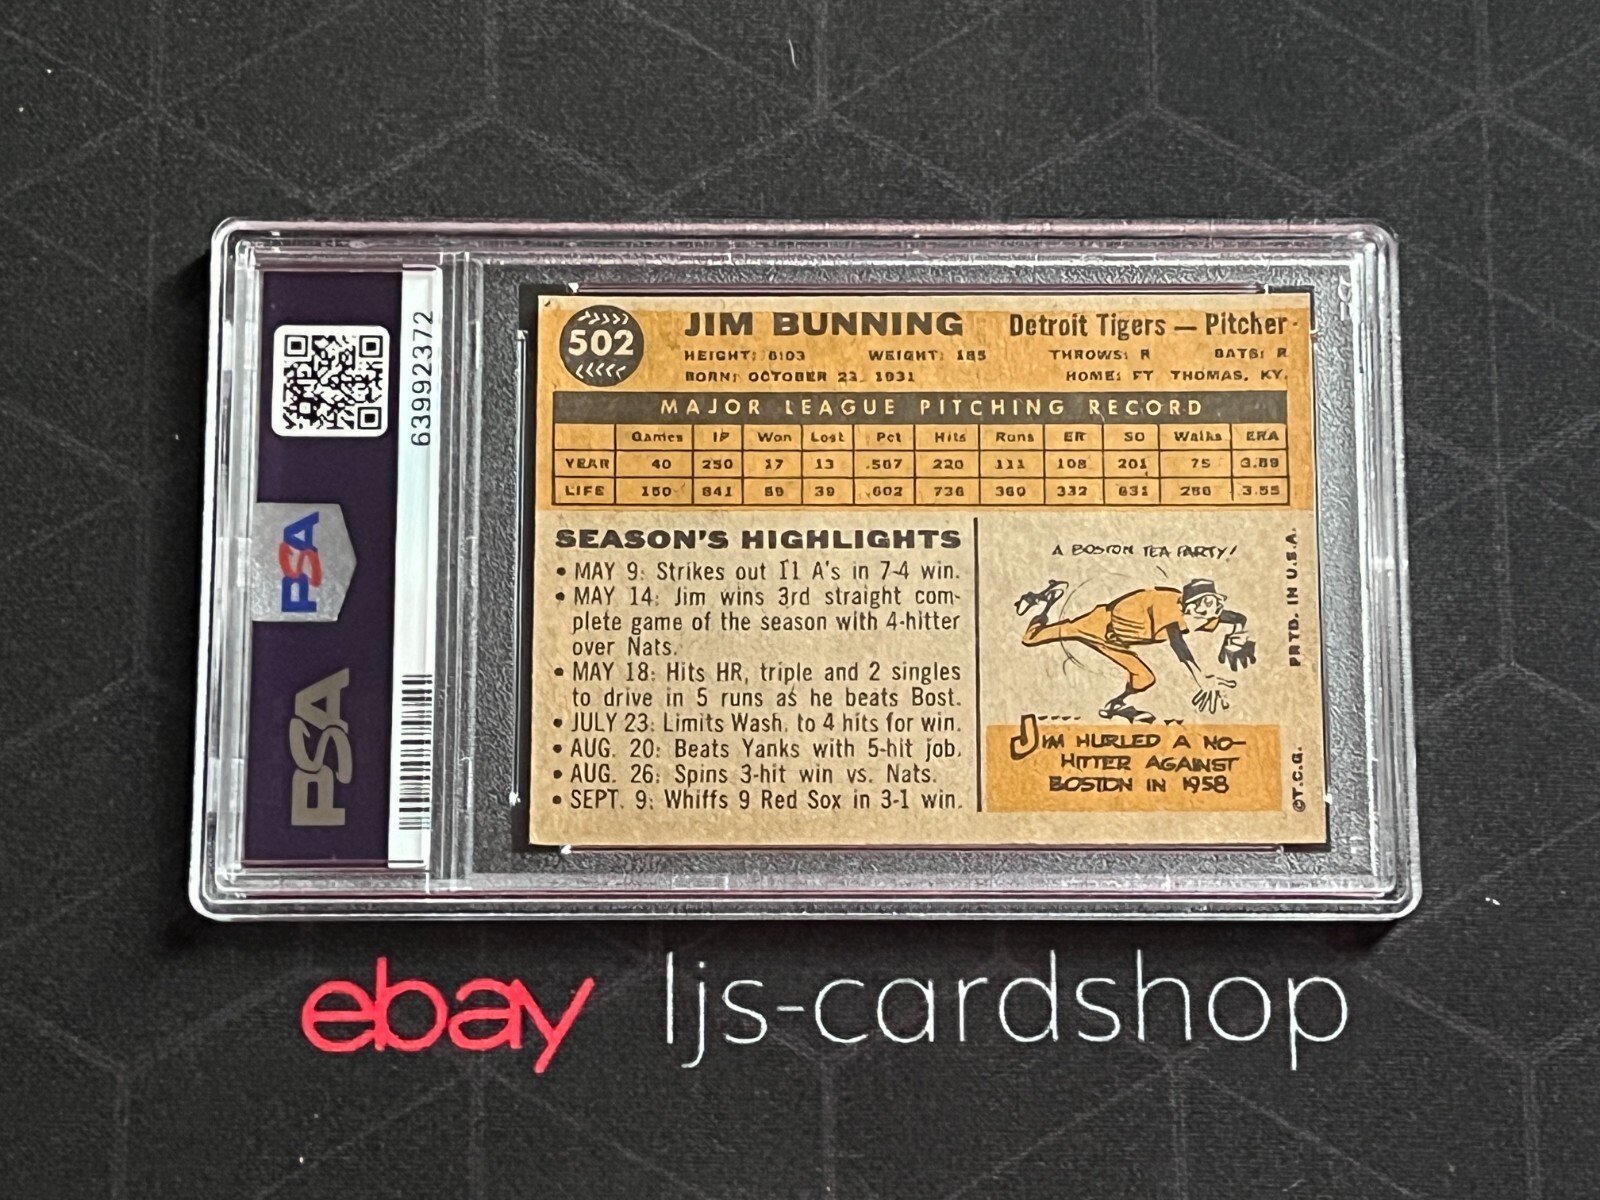 63992372
PSA
PSA
502
JIM BUNNING
Detroit Tigers — Pitcher
HEIGHT: 6:03 WEIGHT: 185 THROWS: R BATS: R
BORN: OCTOBER 23, 1931 HOME: FT THOMAS, KY.
MAJOR LEAGUE PITCHING RECORD
Games IP Won Lost Pct Hits Runs ER SO Walks ERA
YEAR 40 250 17 13 .567 220 111 108 201 75 3.89
LIFE 150 841 59 39 .602 736 360 332 631 3.55
SEASON'S HIGHLIGHTS
• MAY 9: Strikes out 11 A's in 7-4 win.
• MAY 14: Jim wins 3rd straight com-
plete game of the season with 4-hitter
over Nats.
• MAY 18: Hits HR, triple and 2 singles
to drive in 5 runs as he beats Bost.
• JULY 23: Limits Wash. to 4 hits for win.
• AUG. 20: Beats Yanks with 5-hit job.
• AUG. 26: Spins 3-hit win vs. Nats.
• SEPT. 9: Whiffs 9 Red Sox in 3-1 win.
A BOSTON TEA PARTY!
JIM HURLED A NO-
HITTER AGAINST
BOSTON IN 1958
©T.C.G.
PRTD. IN U.S.A.
ebay ljs-cardshop